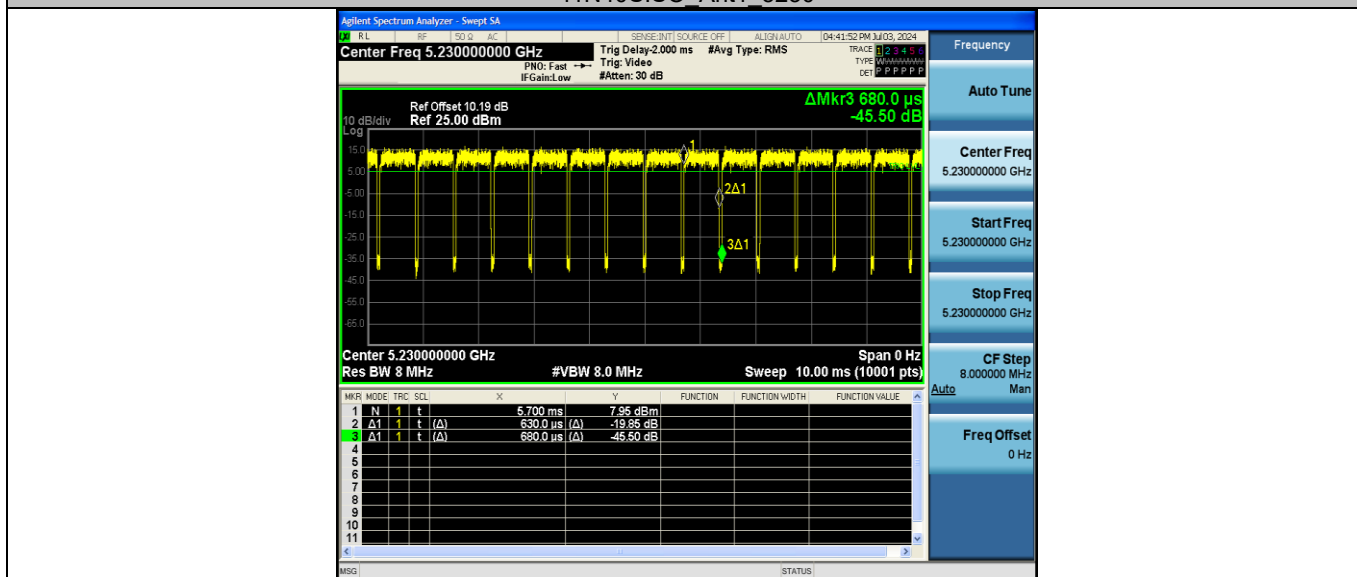 Agilent Spectrum Analyzer - Swept SA
RL RF 50 Ω AC SENSE:INT SOURCE OFF ALIGNAUTO 04:41:52 PM Jul 03, 2024
Center Freq 5.230000000 GHz Trig Delay-2.000 ms #Avg Type: RMS TRACE 1 2 3 4 5 6
PNO: Fast Trig: Video TYPE
IFGain:Low #Atten: 30 dB DET P P P P P P
Frequency
Auto Tune
ΔMkr3 680.0 µs
-45.50 dB
Ref Offset 10.19 dB
10 dB/div Ref 25.00 dBm
Log
15.0
5.00
-5.00
-15.0
-25.0
-35.0
-45.0
-55.0
-65.0
1
2Δ1
3Δ1
Center 5.230000000 GHz Span 0 Hz
Res BW 8 MHz #VBW 8.0 MHz Sweep 10.00 ms (10001 pts)
Center Freq
5.230000000 GHz
Start Freq
5.230000000 GHz
Stop Freq
5.230000000 GHz
CF Step
8.000000 MHz
Auto Man
Freq Offset
0 Hz
MKR MODE TRC SCL X Y FUNCTION FUNCTION WIDTH FUNCTION VALUE
1 N 1 t 5.700 ms 7.95 dBm
2 Δ1 1 t (Δ) 630.0 µs (Δ) -19.85 dB
3 Δ1 1 t (Δ) 680.0 µs (Δ) -45.50 dB
4
5
6
7
8
9
10
11
MSG STATUS